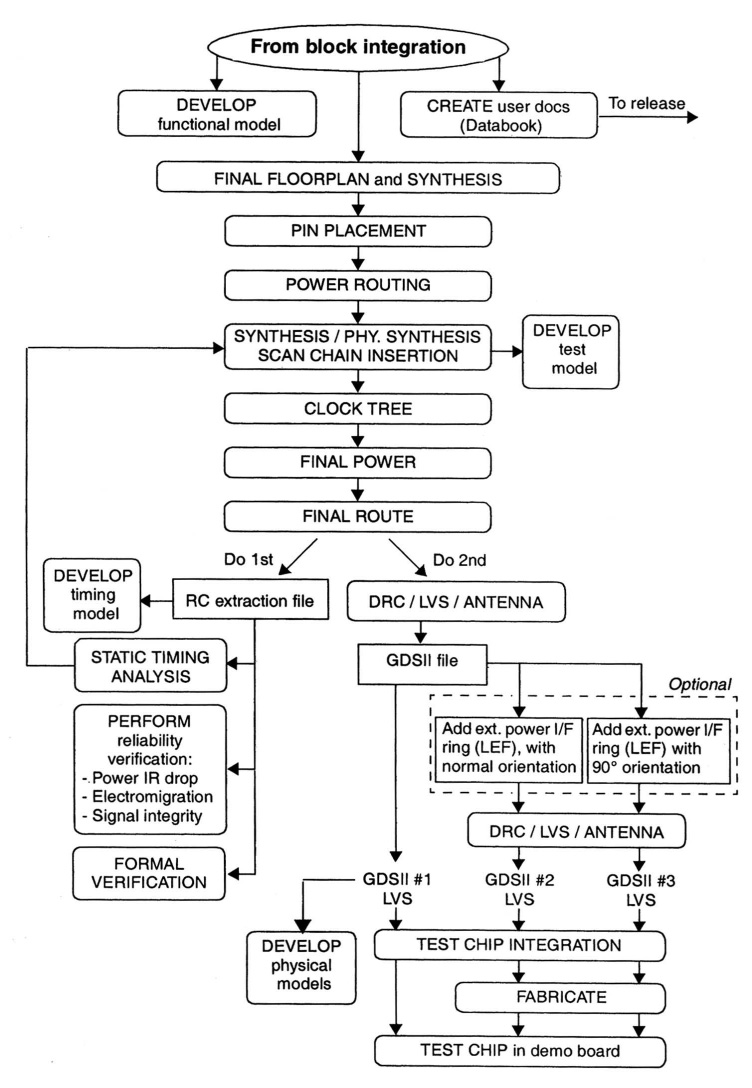 From block integration
DEVELOP
functional model
CREATE user docs
(Databook)
To release
FINAL FLOORPLAN and SYNTHESIS
PIN PLACEMENT
POWER ROUTING
SYNTHESIS / PHY. SYNTHESIS
SCAN CHAIN INSERTION
DEVELOP
test
model
CLOCK TREE
FINAL POWER
FINAL ROUTE
Do 1st
Do 2nd
DEVELOP
timing
model
RC extraction file
DRC / LVS / ANTENNA
STATIC TIMING
ANALYSIS
GDSII file
Optional
PERFORM
reliability
verification:
- Power IR drop
- Electromigration
- Signal integrity
Add ext. power I/F
ring (LEF), with
normal orientation
Add ext. power I/F
ring (LEF) with
90° orientation
DRC / LVS / ANTENNA
FORMAL
VERIFICATION
GDSII #1
LVS
GDSII #2
LVS
GDSII #3
LVS
DEVELOP
physical
models
TEST CHIP INTEGRATION
FABRICATE
TEST CHIP in demo board